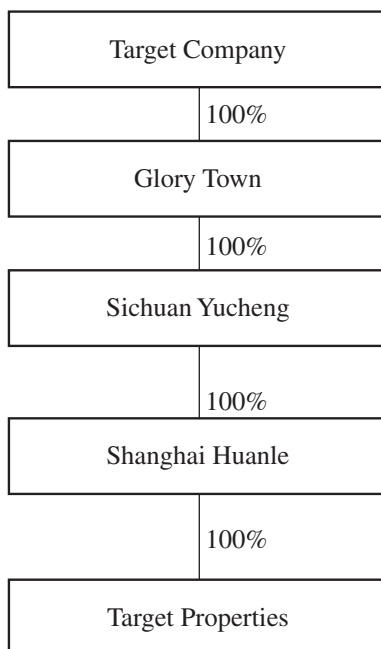 Target Company
100%
Glory Town
100%
Sichuan Yucheng
100%
Shanghai Huanle
100%
Target Properties